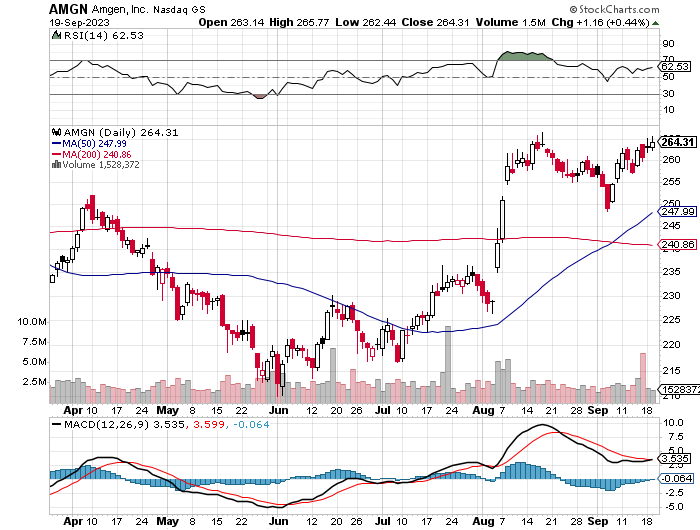 AMGN Amgen, Inc. Nasdaq GS © StockCharts.com
19-Sep-2023 Open 263.14 High 265.77 Low 262.44 Close 264.31 Volume 1.5M Chg +1.16 (+0.44%)
RSI(14) 62.53
90
70
62.53
50
30
10
AMGN (Daily) 264.31
MA(50) 247.99
MA(200) 240.86
Volume 1,528,372
264.31
260
255
250
247.99
245
240.86
235
230
225
220
215
210
10.0M
7.5M
5.0M
2.5M
1528372
Apr 10 17 24 May 8 15 22 Jun 12 20 26 Jul 10 17 24 Aug 7 14 21 28 Sep 11 18
MACD(12,26,9) 3.535, 3.599, -0.064
10.0
7.5
5.0
3.535
2.5
-0.064
-2.5
-5.0
Apr 10 17 24 May 8 15 22 Jun 12 20 26 Jul 10 17 24 Aug 7 14 21 28 Sep 11 18